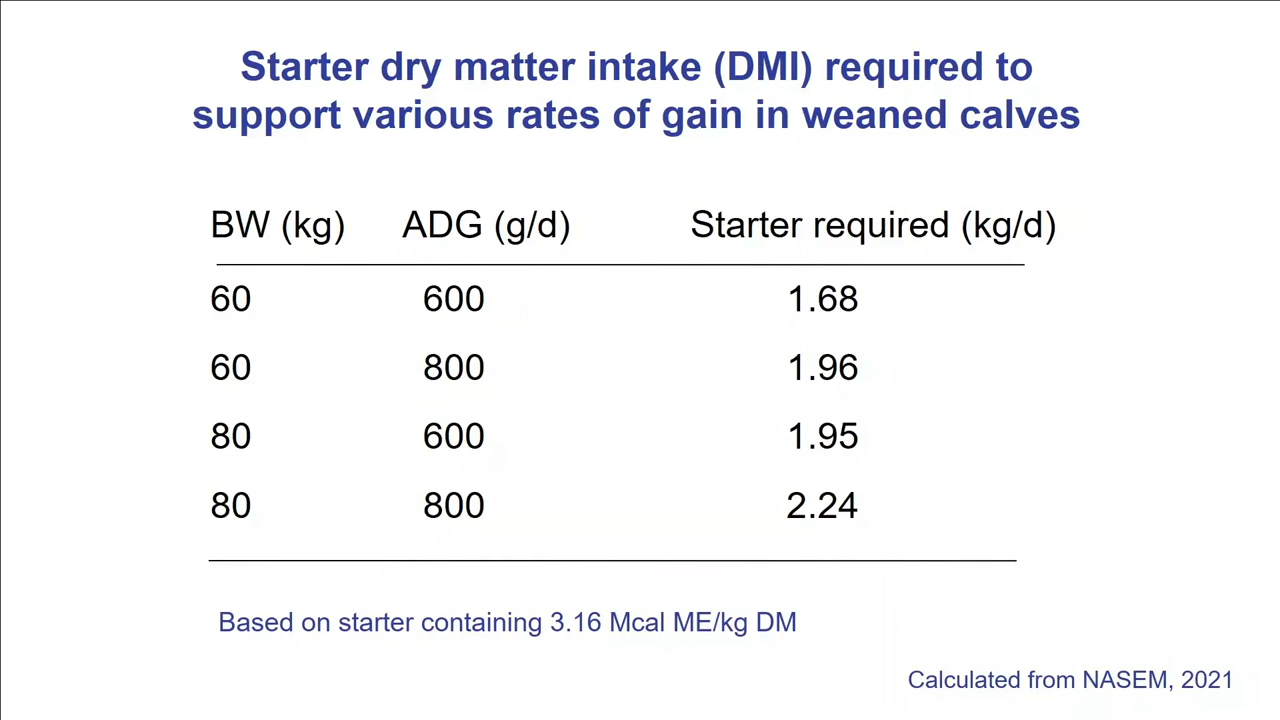 Starter dry matter intake (DMI) required to
support various rates of gain in weaned calves
BW (kg) ADG (g/d) Starter required (kg/d)
60 600 1.68
60 800 1.96
80 600 1.95
80 800 2.24
Based on starter containing 3.16 Mcal ME/kg DM
Calculated from NASEM, 2021